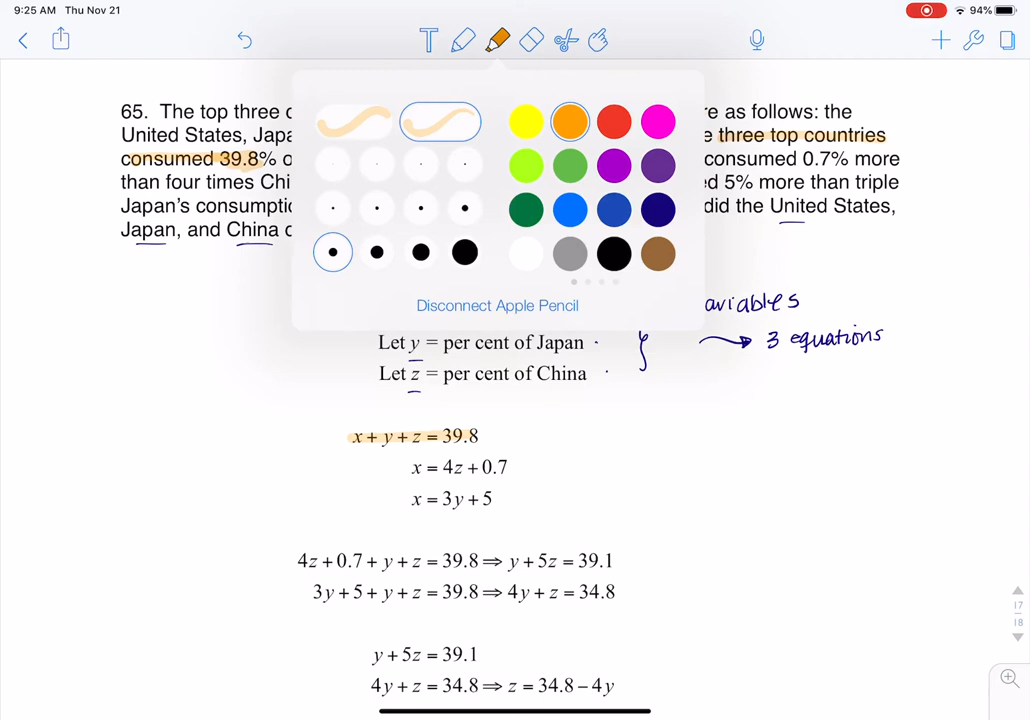 9:25 AM Thu Nov 21
94%
65. The top three c
re as follows: the
United States, Japa
e three top countries
consumed 39.8% o
consumed 0.7% more
than four times Chi
d 5% more than triple
Japan's consumptio
did the United States,
Japan, and China c
Disconnect Apple Pencil
ariables
Let y = per cent of Japan
→ 3 equations
Let z = per cent of China
x + y + z = 39.8
x = 4z + 0.7
x = 3y + 5
4z + 0.7 + y + z = 39.8 ⇒ y + 5z = 39.1
3y + 5 + y + z = 39.8 ⇒ 4y + z = 34.8
y + 5z = 39.1
4y + z = 34.8 ⇒ z = 34.8 − 4y
17
18